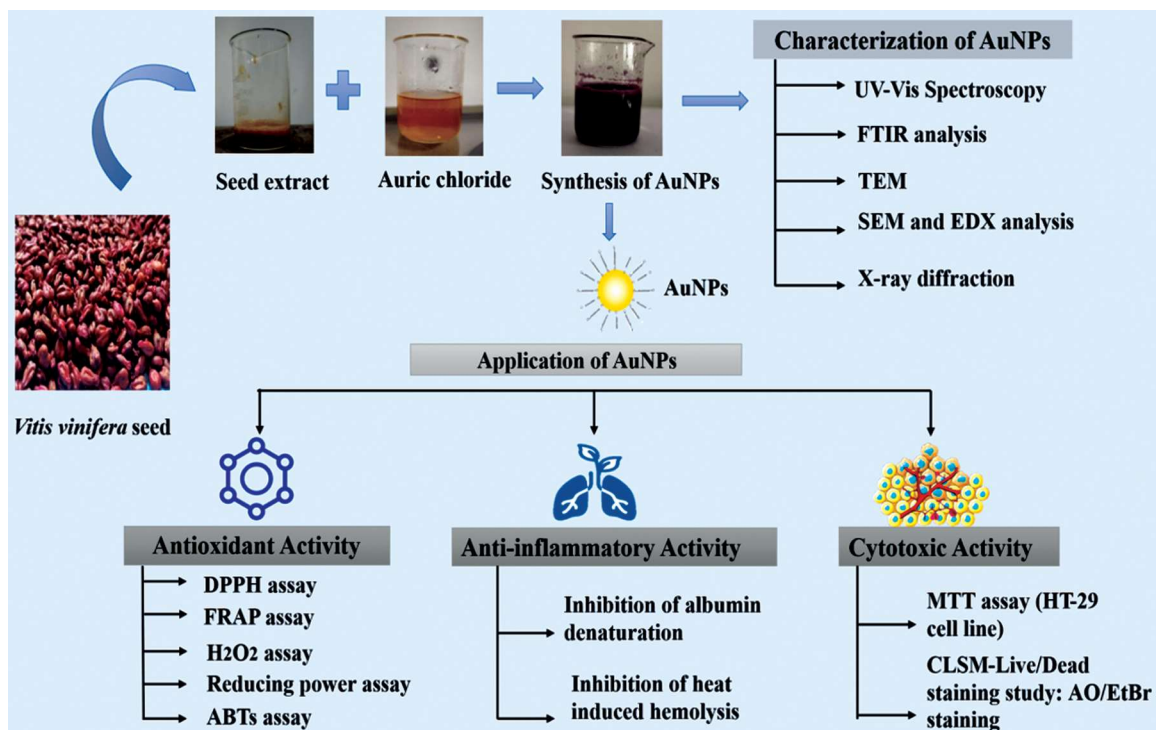 Characterization of AuNPs
UV-Vis Spectroscopy
FTIR analysis
TEM
SEM and EDX analysis
X-ray diffraction
Seed extract
Auric chloride
Synthesis of AuNPs
AuNPs
Vitis vinifera seed
Application of AuNPs
Antioxidant Activity
DPPH assay
FRAP assay
H2O2 assay
Reducing power assay
ABTs assay
Anti-inflammatory Activity
Inhibition of albumin
denaturation
Inhibition of heat
induced hemolysis
Cytotoxic Activity
MTT assay (HT-29
cell line)
CLSM-Live/Dead
staining study: AO/EtBr
staining